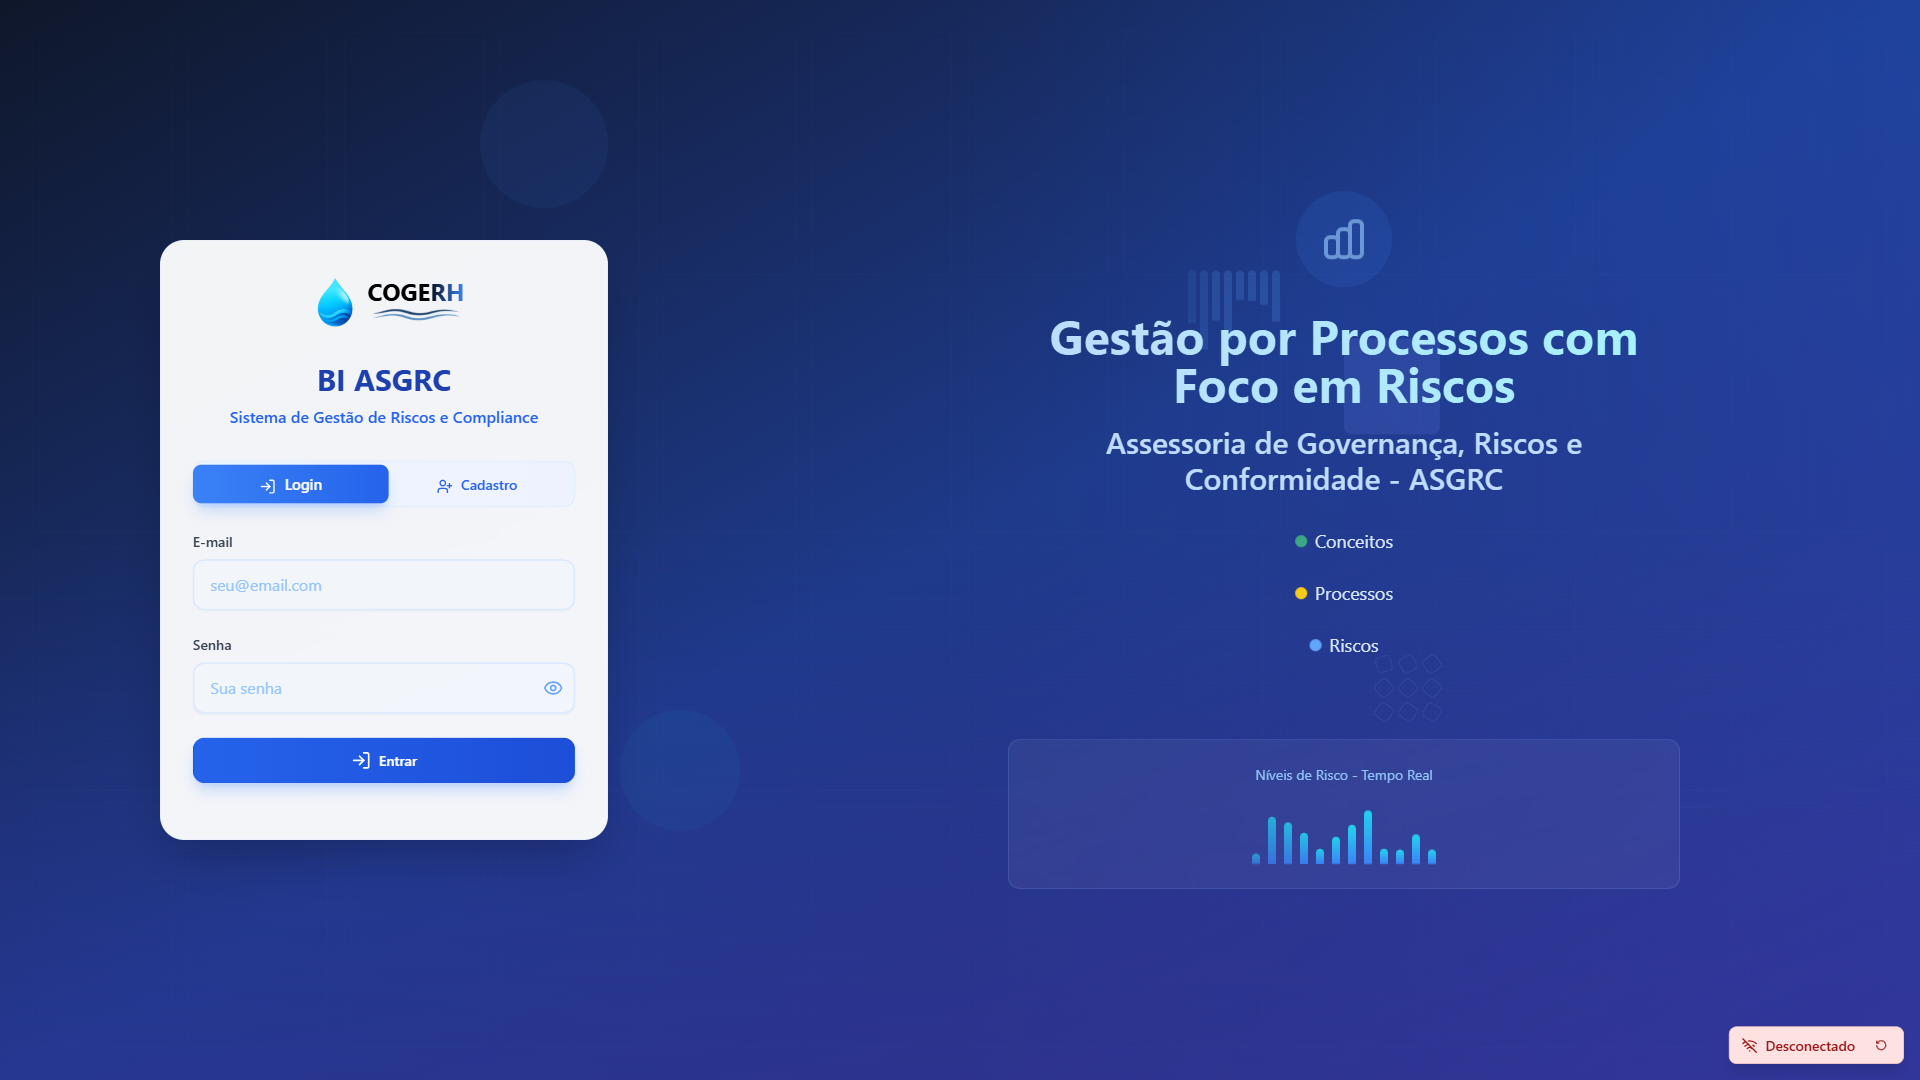 COGERH
BI ASGRC
Sistema de Gestão de Riscos e Compliance
Login
Cadastro
E-mail
seu@email.com
Senha
Sua senha
Entrar
Gestão por Processos com
Foco em Riscos
Assessoria de Governança, Riscos e
Conformidade - ASGRC
Conceitos
Processos
Riscos
Níveis de Risco - Tempo Real
Desconectado